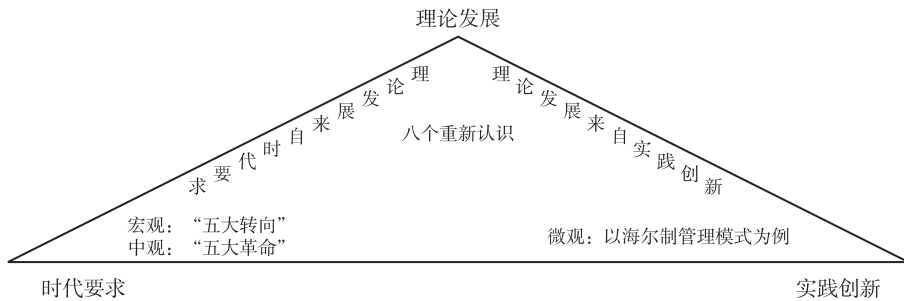 理论发展
理论发展来自时代要求
理论发展来自实践创新
八个重新认识
宏观：“五大转向”
中观：“五大革命”
微观：以海尔制管理模式为例
时代要求
实践创新